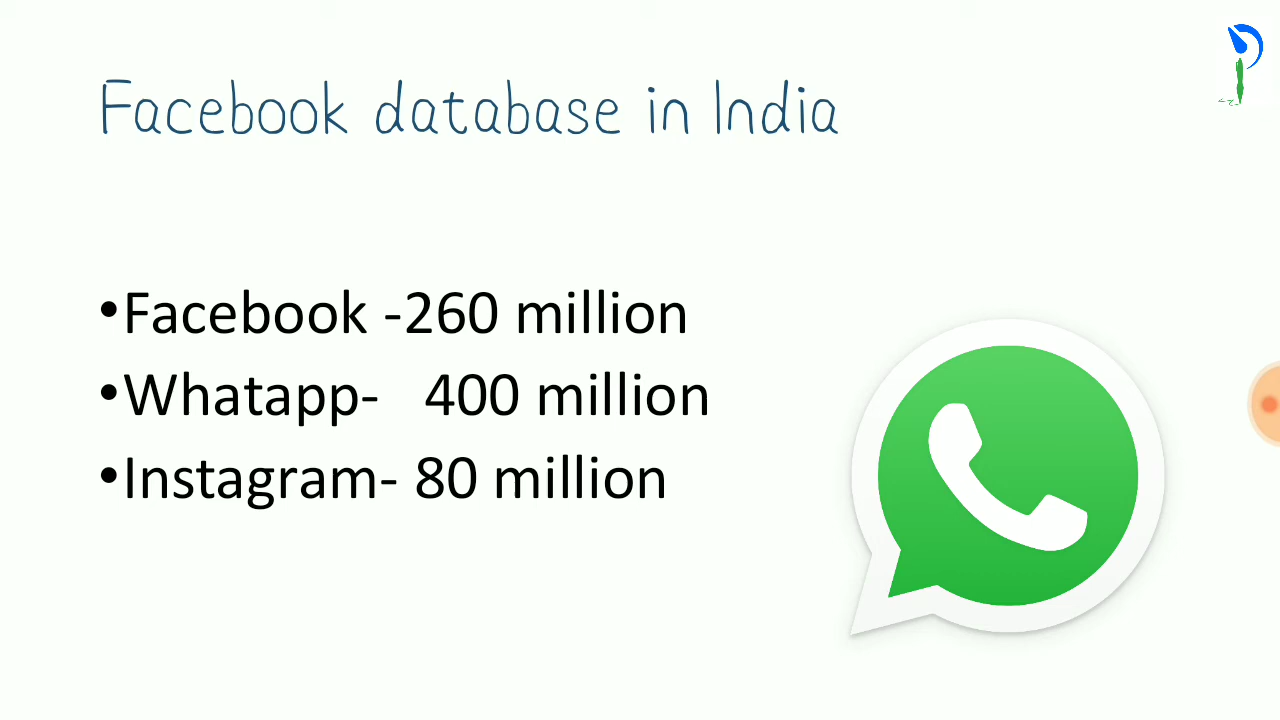 Facebook database in India
•Facebook -260 million
•Whatapp-   400 million
•Instagram- 80 million